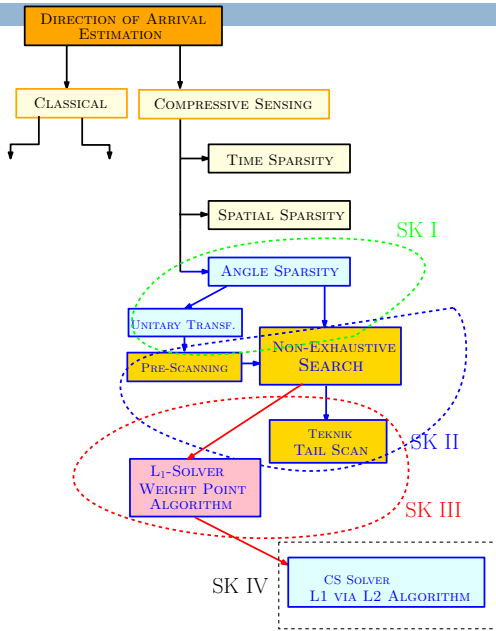 DIRECTION OF ARRIVAL
ESTIMATION
CLASSICAL
COMPRESSIVE SENSING
TIME SPARSITY
SPATIAL SPARSITY
SK I
ANGLE SPARSITY
UNITARY TRANSF.
PRE-SCANNING
NON-EXHAUSTIVE
SEARCH
TEKNIK
TAIL SCAN
SK II
L₁-SOLVER
WEIGHT POINT
ALGORITHM
SK III
SK IV
CS SOLVER
L1 VIA L2 ALGORITHM